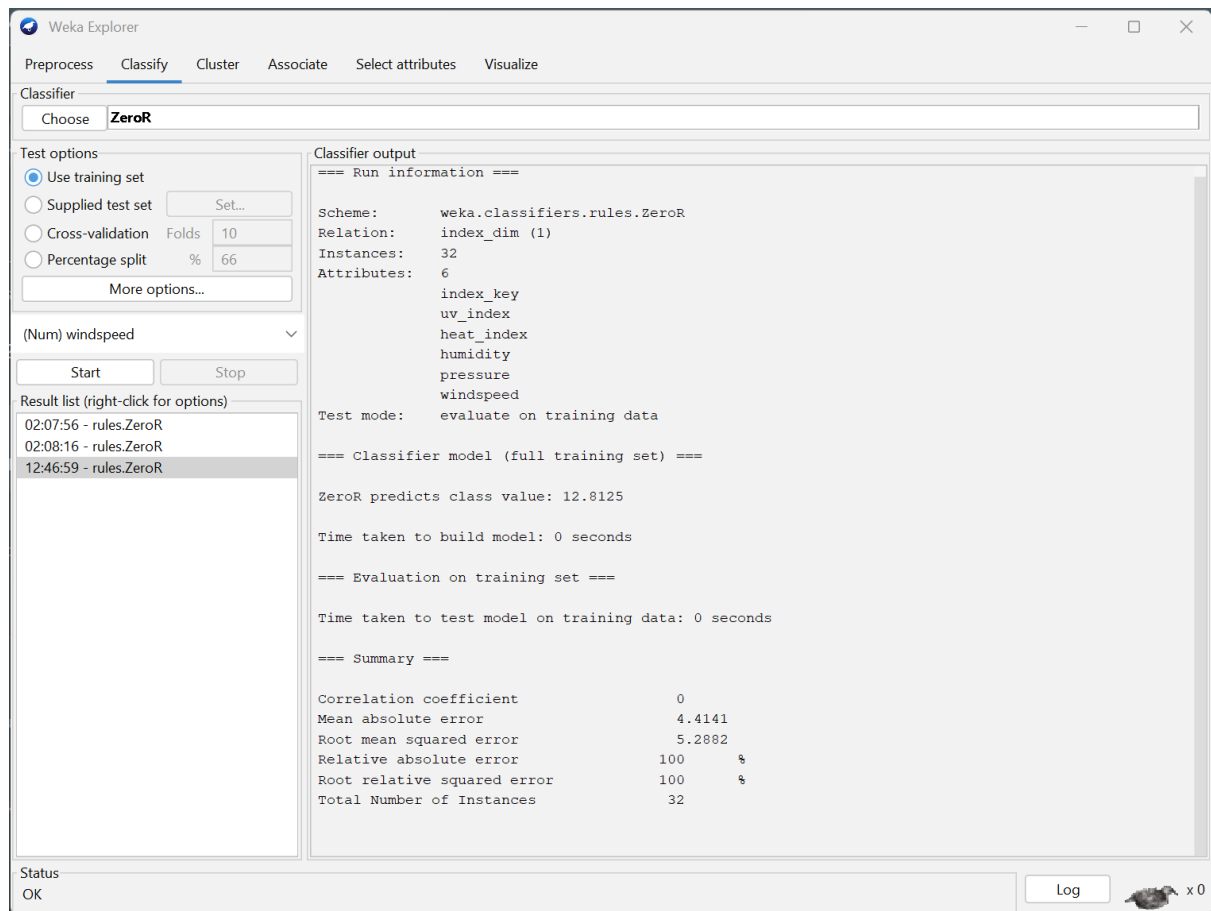 Weka Explorer
Preprocess Classify Cluster Associate Select attributes Visualize
Classifier
Choose ZeroR
Test options
Use training set
Supplied test set Set...
Cross-validation Folds 10
Percentage split % 66
More options...
(Num) windspeed
Start Stop
Result list (right-click for options)
02:07:56 - rules.ZeroR
02:08:16 - rules.ZeroR
12:46:59 - rules.ZeroR
Classifier output
=== Run information ===
Scheme: weka.classifiers.rules.ZeroR
Relation: index_dim (1)
Instances: 32
Attributes: 6
index_key
uv_index
heat_index
humidity
pressure
windspeed
Test mode: evaluate on training data
=== Classifier model (full training set) ===
ZeroR predicts class value: 12.8125
Time taken to build model: 0 seconds
=== Evaluation on training set ===
Time taken to test model on training data: 0 seconds
=== Summary ===
Correlation coefficient 0
Mean absolute error 4.4141
Root mean squared error 5.2882
Relative absolute error 100 %
Root relative squared error 100 %
Total Number of Instances 32
Status
OK
Log x 0